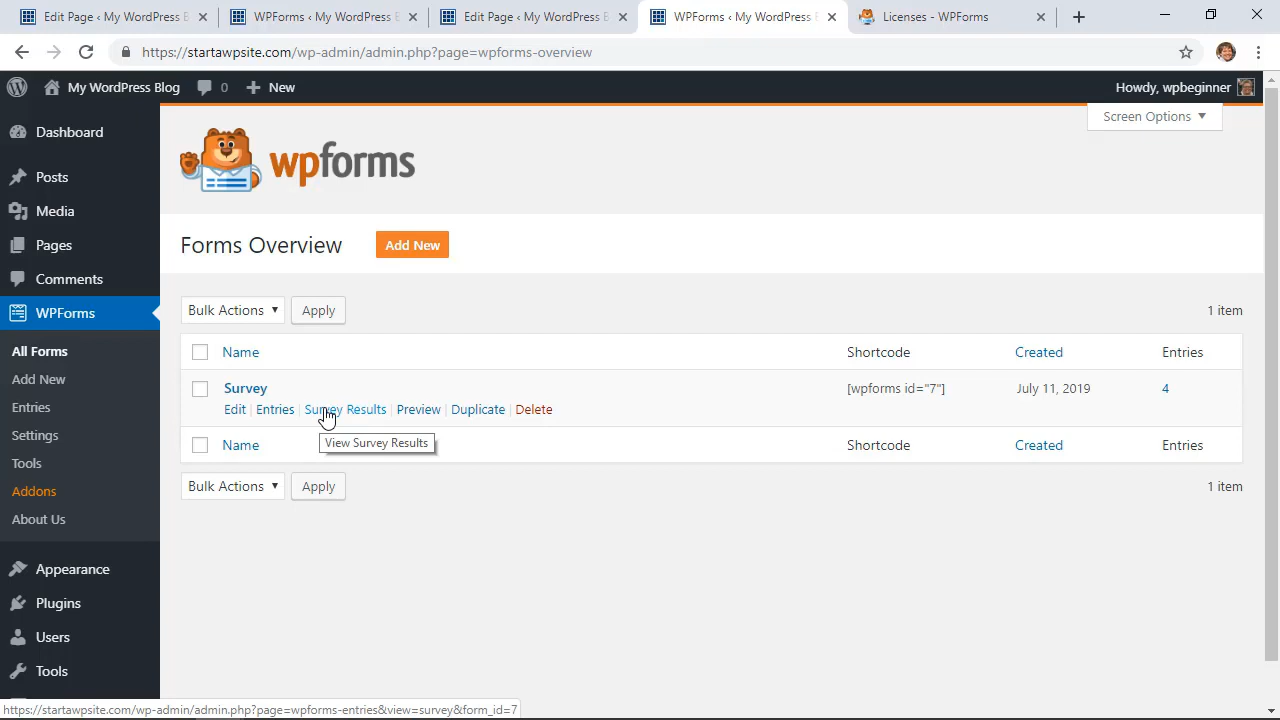 Edit Page ‹ My WordPress B
WPForms ‹ My WordPress B
Edit Page ‹ My WordPress B
WPForms ‹ My WordPress B
Licenses - WPForms
https://startawpsite.com/wp-admin/admin.php?page=wpforms-overview
My WordPress Blog 0 New
Howdy, wpbeginner
Screen Options
Dashboard
Posts
Media
Pages
Comments
WPForms
All Forms
Add New
Entries
Settings
Tools
Addons
About Us
Appearance
Plugins
Users
Tools
wpforms
Forms Overview Add New
Bulk Actions Apply 1 item
Name Shortcode Created Entries
Survey [wpforms id="7"] July 11, 2019 4
Edit | Entries | Survey Results | Preview | Duplicate | Delete
View Survey Results
Name Shortcode Created Entries
Bulk Actions Apply 1 item
https://startawpsite.com/wp-admin/admin.php?page=wpforms-entries&view=survey&form_id=7